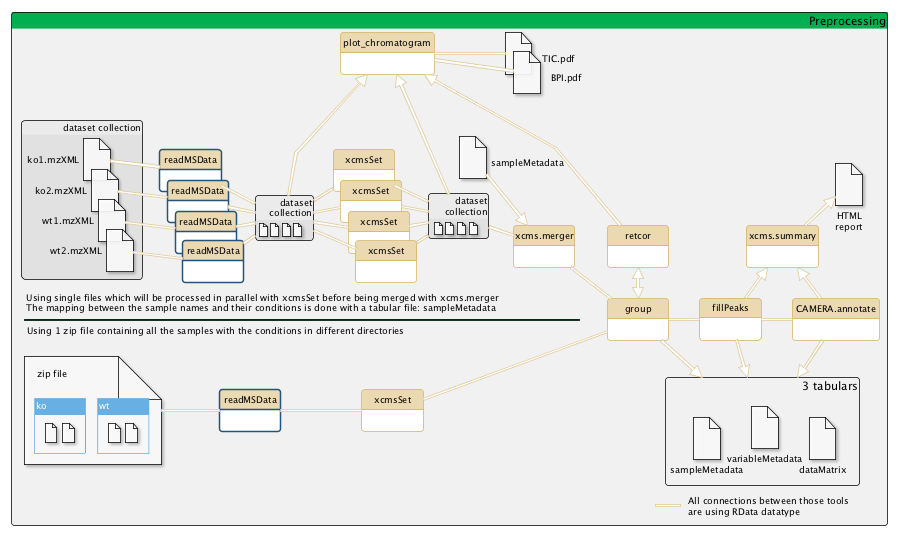 Preprocessing
plot_chromatogram
TIC.pdf
BPI.pdf
dataset collection
ko1.mzXML
ko2.mzXML
wt1.mzXML
wt2.mzXML
readMSData
readMSData
readMSData
readMSData
dataset
collection
xcmsSet
xcmsSet
xcmsSet
xcmsSet
dataset
collection
sampleMetadata
xcms.merger
retcor
xcms.summary
HTML
report
Using single files which will be processed in parallel with xcmsSet before being merged with xcms.merger
The mapping between the sample names and their conditions is done with a tabular file: sampleMetadata
group
fillPeaks
CAMERA.annotate
Using 1 zip file containing all the samples with the conditions in different directories
zip file
ko
wt
readMSData
xcmsSet
3 tabulars
sampleMetadata
variableMetadata
dataMatrix
All connections between those tools
are using RData datatype